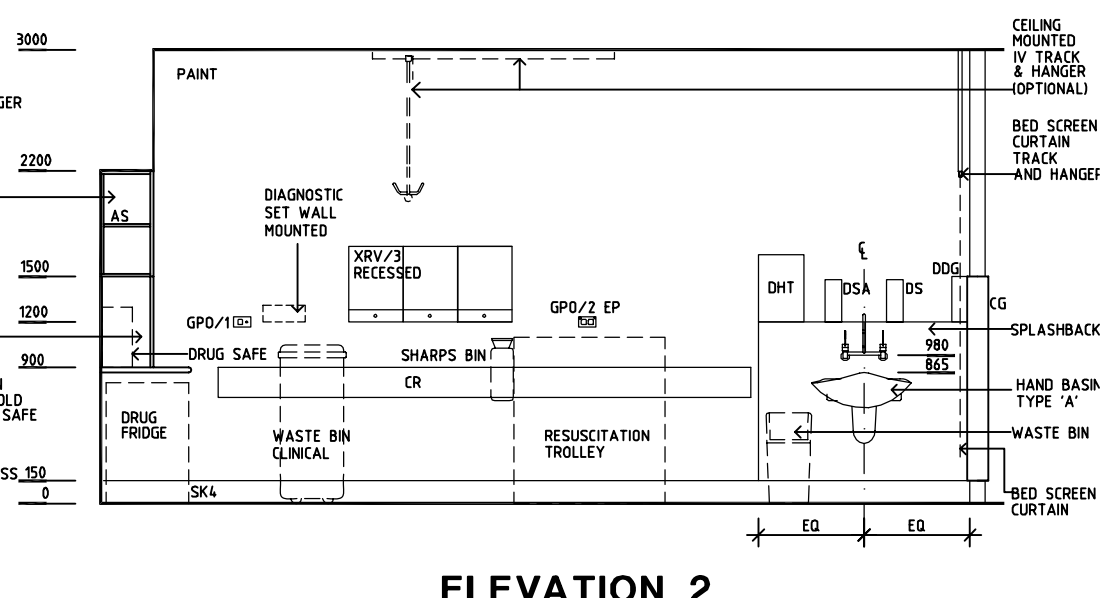 3000
2200
1500
1200
900
SS 150
0
GER
N
OLD
SAFE
PAINT
AS
DIAGNOSTIC
SET WALL
MOUNTED
XRV/3
RECESSED
GPO/1
GPO/2 EP
DRUG SAFE
SHARPS BIN
CR
DRUG
FRIDGE
WASTE BIN
CLINICAL
RESUSCITATION
TROLLEY
SK4
DHT
DSA
DS
DDG
CG
980
865
CEILING
MOUNTED
IV TRACK
& HANGER
(OPTIONAL)
BED SCREEN
CURTAIN
TRACK
AND HANGER
SPLASHBACK
HAND BASIN
TYPE 'A'
WASTE BIN
BED SCREEN
CURTAIN
EQ
EQ
ELEVATION 2